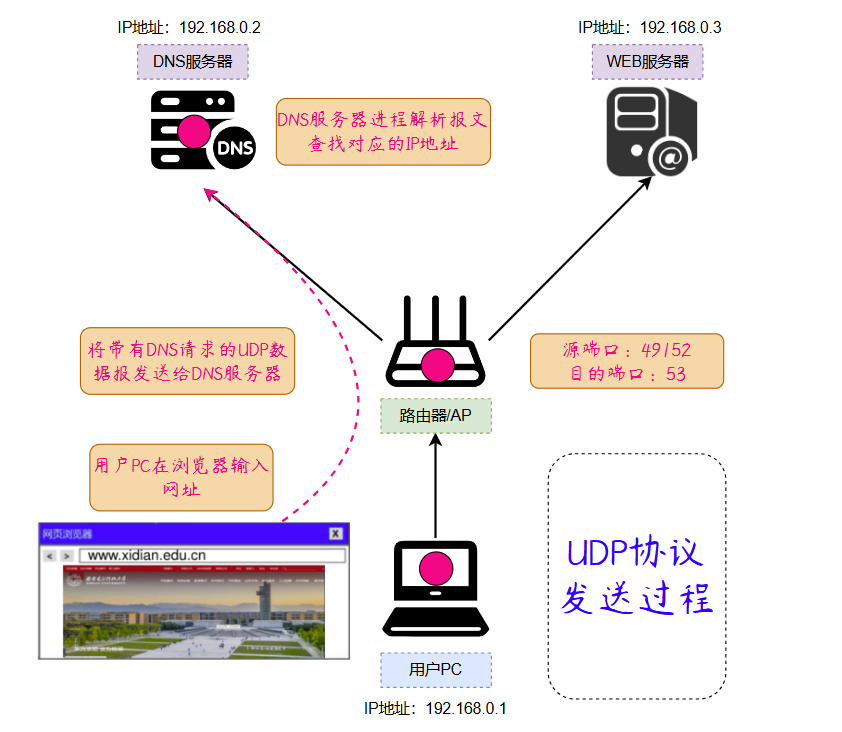 IP地址：192.168.0.2
IP地址：192.168.0.3
DNS服务器
WEB服务器
DNS服务器进程解析报文
查找对应的IP地址
DNS
@
将带有DNS请求的UDP数
据报发送给DNS服务器
源端口：49152
目的端口：53
路由器/AP
用户PC在浏览器输入
网址
网页浏览器
X
< >
www.xidian.edu.cn
UDP协议
发送过程
用户PC
IP地址：192.168.0.1